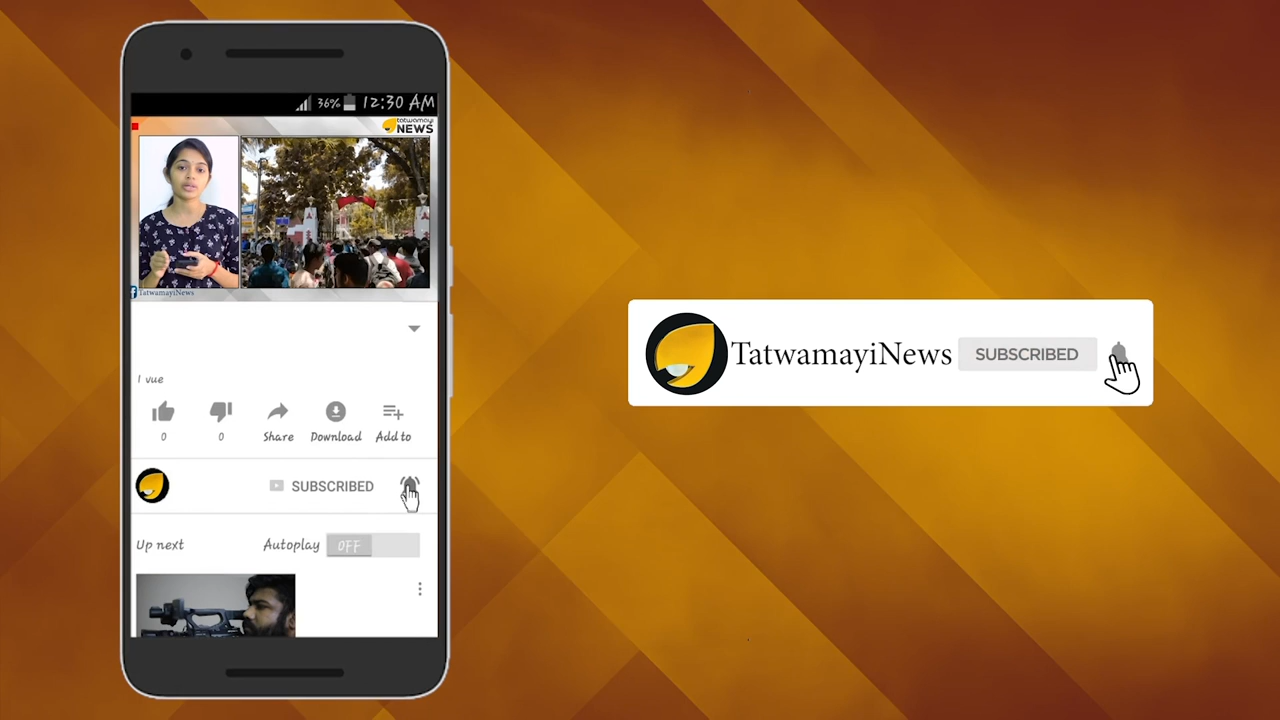 36% 12:30 AM
tatwamayi
NEWS
TatwamayiNews
1 vue
0 0 Share Download Add to
SUBSCRIBED
Up next Autoplay OFF
TatwamayiNews SUBSCRIBED